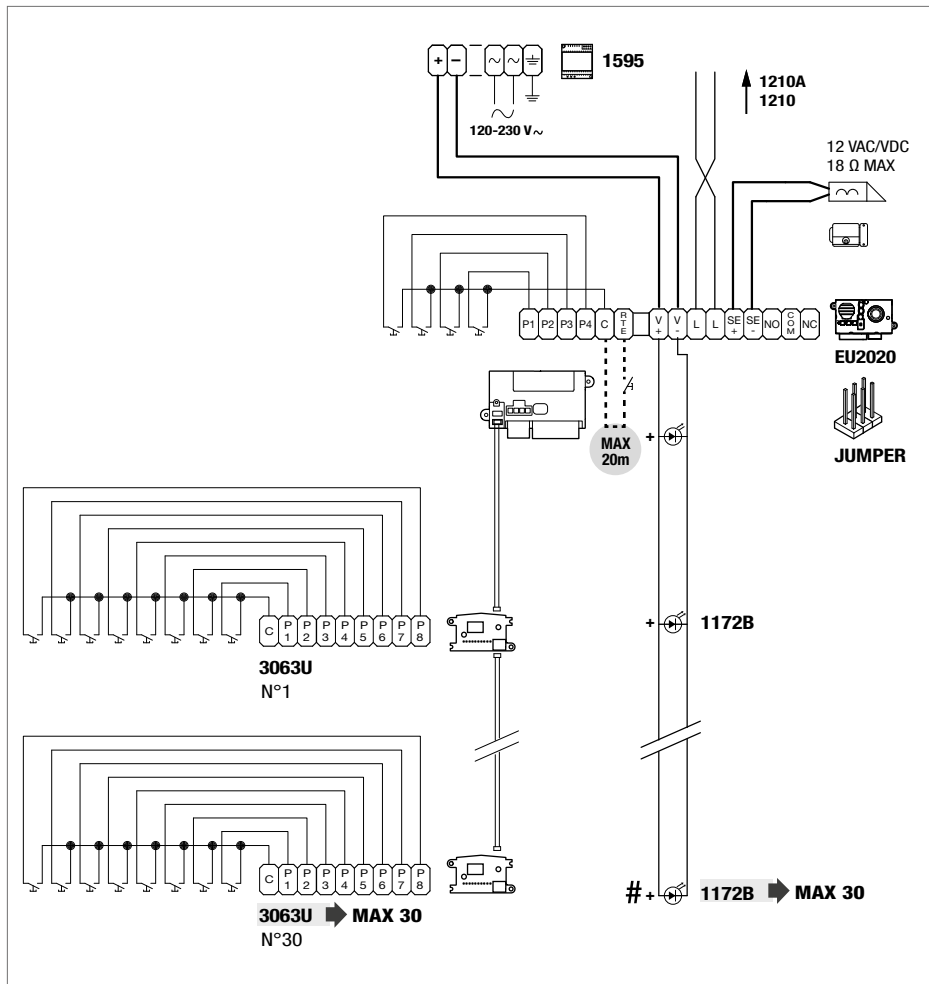 + − ~ ~
1595
120-230 V~
1210A
1210
12 VAC/VDC
18 Ω MAX
P1 P2 P3 P4 C RTE V+ V- L L SE+ SE- NO COM NC
EU2020
JUMPER
MAX
20m
+
C P1 P2 P3 P4 P5 P6 P7 P8
3063U
N°1
+ 1172B
C P1 P2 P3 P4 P5 P6 P7 P8
3063U MAX 30
N°30
# + 1172B MAX 30